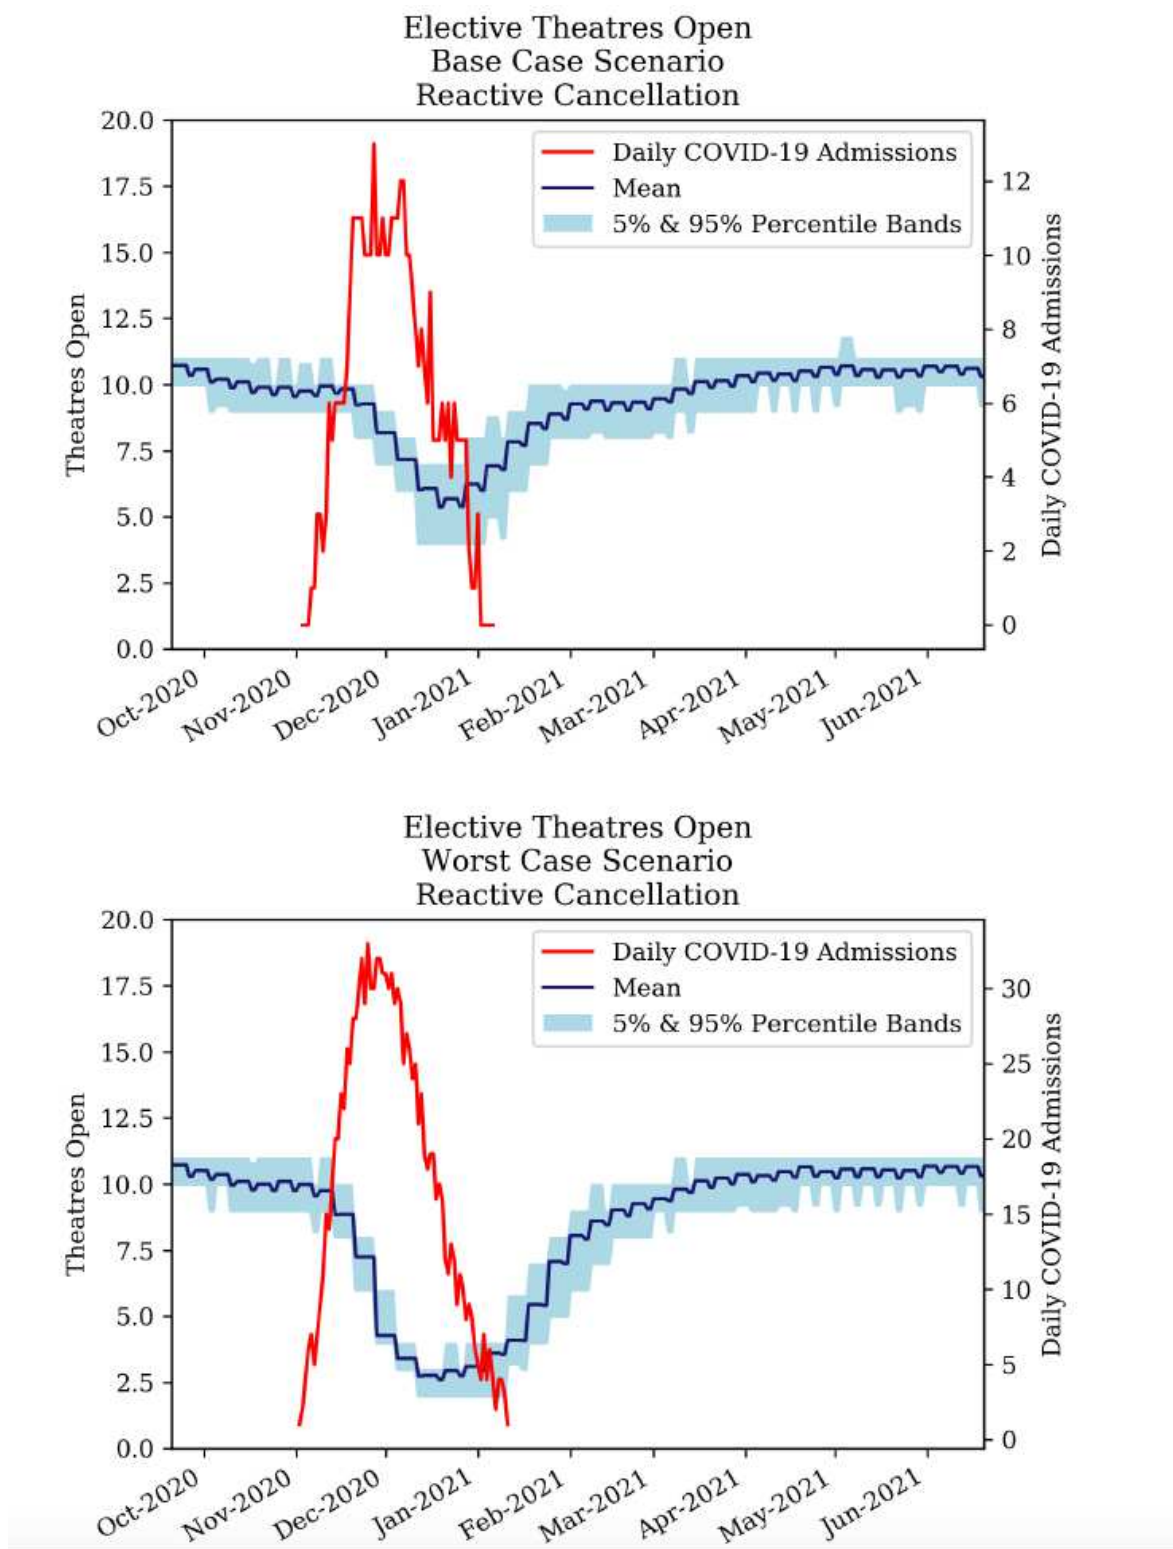 Elective Theatres Open
Base Case Scenario
Reactive Cancellation
Daily COVID-19 Admissions
Mean
5% & 95% Percentile Bands
Theatres Open
20.0
17.5
15.0
12.5
10.0
7.5
5.0
2.5
0.0
12
10
8
6
4
2
0
Daily COVID-19 Admissions
Oct-2020
Nov-2020
Dec-2020
Jan-2021
Feb-2021
Mar-2021
Apr-2021
May-2021
Jun-2021
Elective Theatres Open
Worst Case Scenario
Reactive Cancellation
Daily COVID-19 Admissions
Mean
5% & 95% Percentile Bands
Theatres Open
20.0
17.5
15.0
12.5
10.0
7.5
5.0
2.5
0.0
30
25
20
15
10
5
0
Daily COVID-19 Admissions
Oct-2020
Nov-2020
Dec-2020
Jan-2021
Feb-2021
Mar-2021
Apr-2021
May-2021
Jun-2021